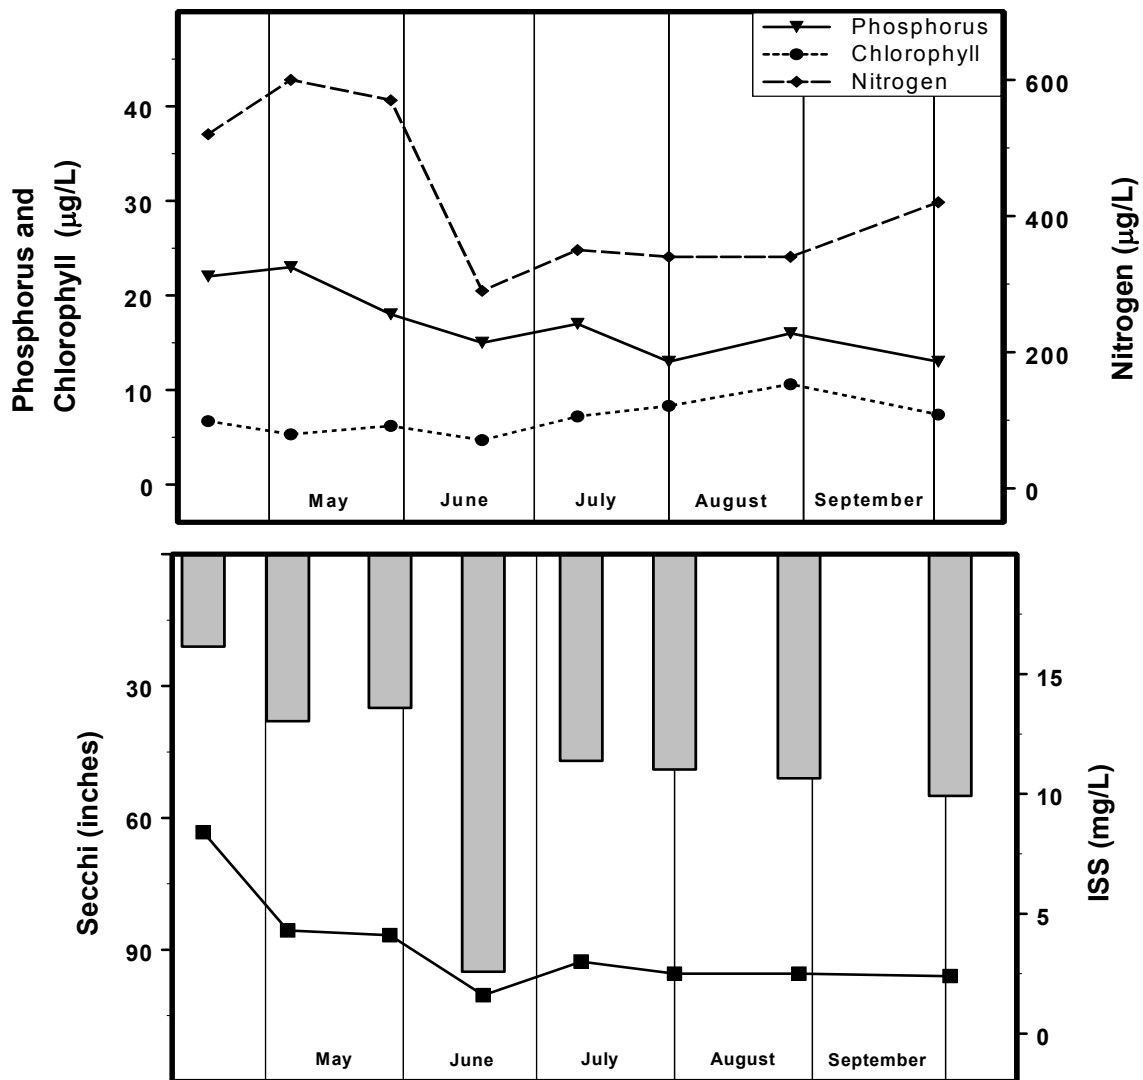 Phosphorus
Chlorophyll
Nitrogen
Phosphorus and
Chlorophyll (µg/L)
40
30
20
10
0
600
400
200
0
Nitrogen (µg/L)
May June July August September
Secchi (inches)
30
60
90
15
10
5
0
ISS (mg/L)
May June July August September